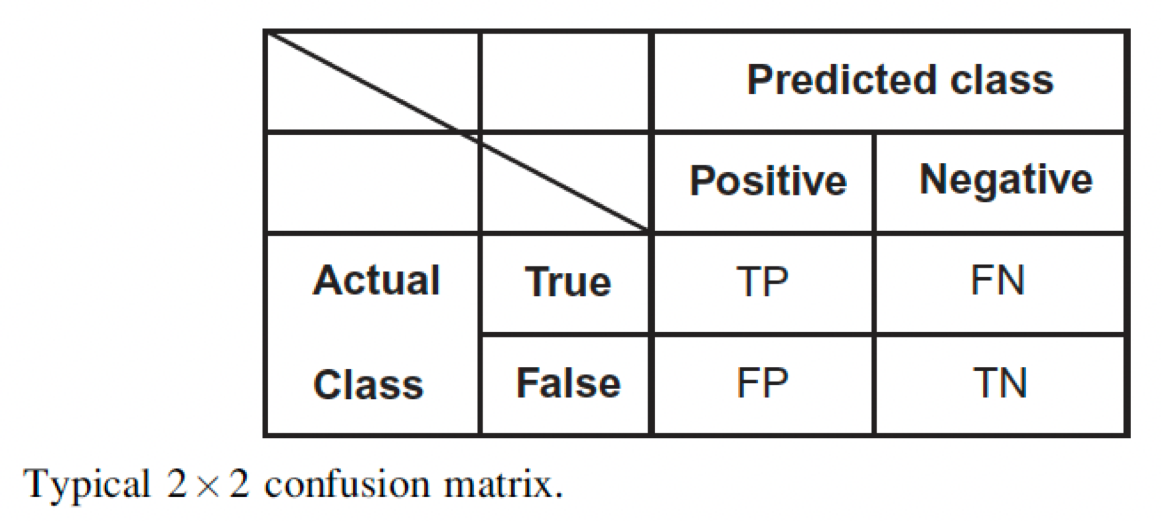 Predicted class
Positive Negative
Actual True TP FN
Class False FP TN
Typical 2 × 2 confusion matrix.